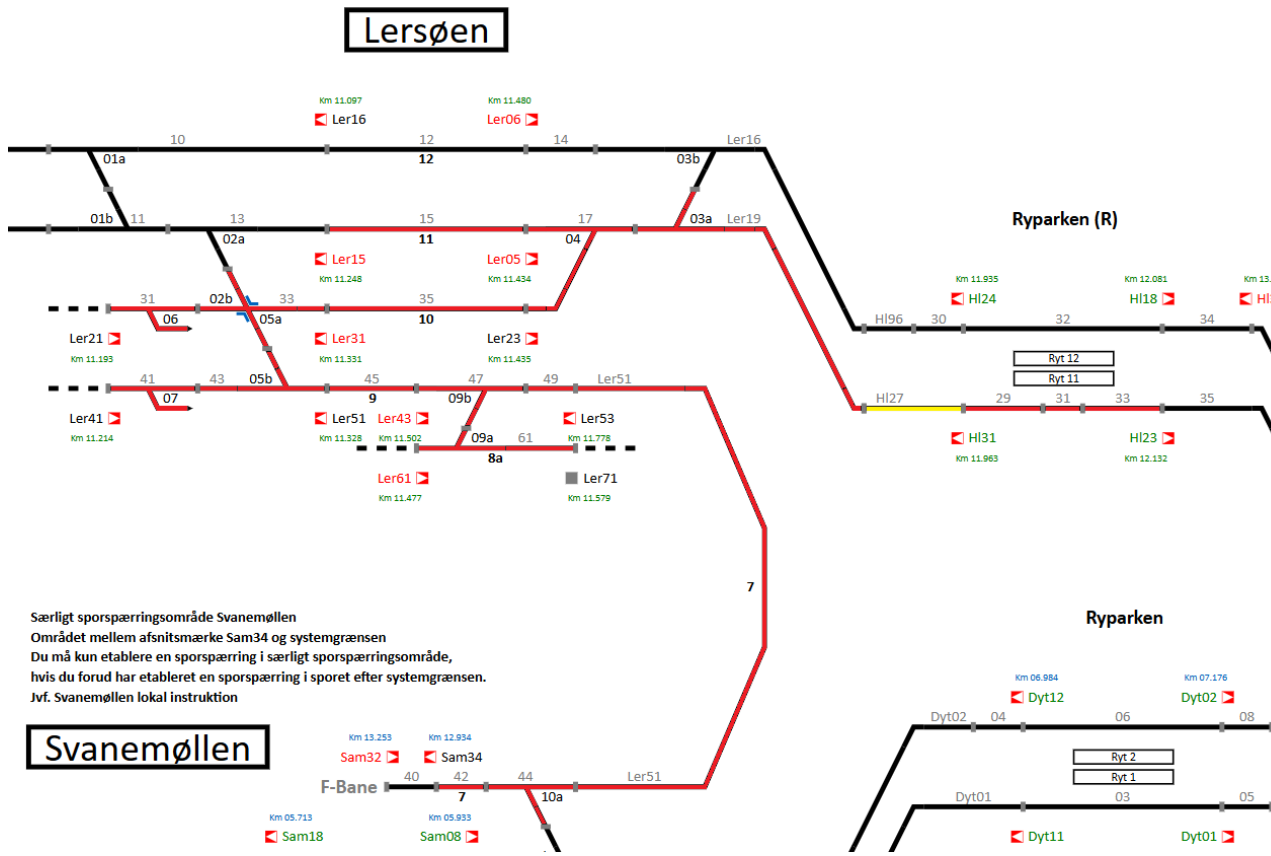 Lersøen
Km 11.097 Km 11.480
Ler16 Ler06
10 12 14 Ler16
01a 12 03b
01b 11 13 15 17 03a Ler19
02a 11 04
Ryparken (R)
Ler15 Ler05
Km 11.248 Km 11.434
Km 11.935 Km 12.081 Km 13.
31 02b 33 35
Hl24 Hl18
06 05a 10
Hl96 30 32 34
Ler21 Ler31 Ler23
Km 11.193 Km 11.331 Km 11.435
Ryt 12
Ryt 11
41 43 05b 45 47 49 Ler51
07 9 09b
Hl27 29 31 33 35
Ler41 Ler51 Ler43 Ler53
Km 11.214 Km 11.328 Km 11.502 Km 11.778
09a 61
8a
Hl31 Hl23
Km 11.963 Km 12.132
Ler61 Ler71
Km 11.477 Km 11.579
7
Særligt sporspærringsområde Svanemøllen
Området mellem afsnitsmærke Sam34 og systemgrænsen
Du må kun etablere en sporspærring i særligt sporspærringsområde,
hvis du forud har etableret en sporspærring i sporet efter systemgrænsen.
Jvf. Svanemøllen lokal instruktion
Ryparken
Km 06.984 Km 07.176
Dyt12 Dyt02
Dyt02 04 06 08
Svanemøllen
Km 13.253 Km 12.934
Sam32 Sam34
Ryt 2
Ryt 1
F-Bane 40 42 44 Ler51
7 10a
Dyt01 03 05
Km 05.713 Km 05.933
Sam18 Sam08
Dyt11 Dyt01